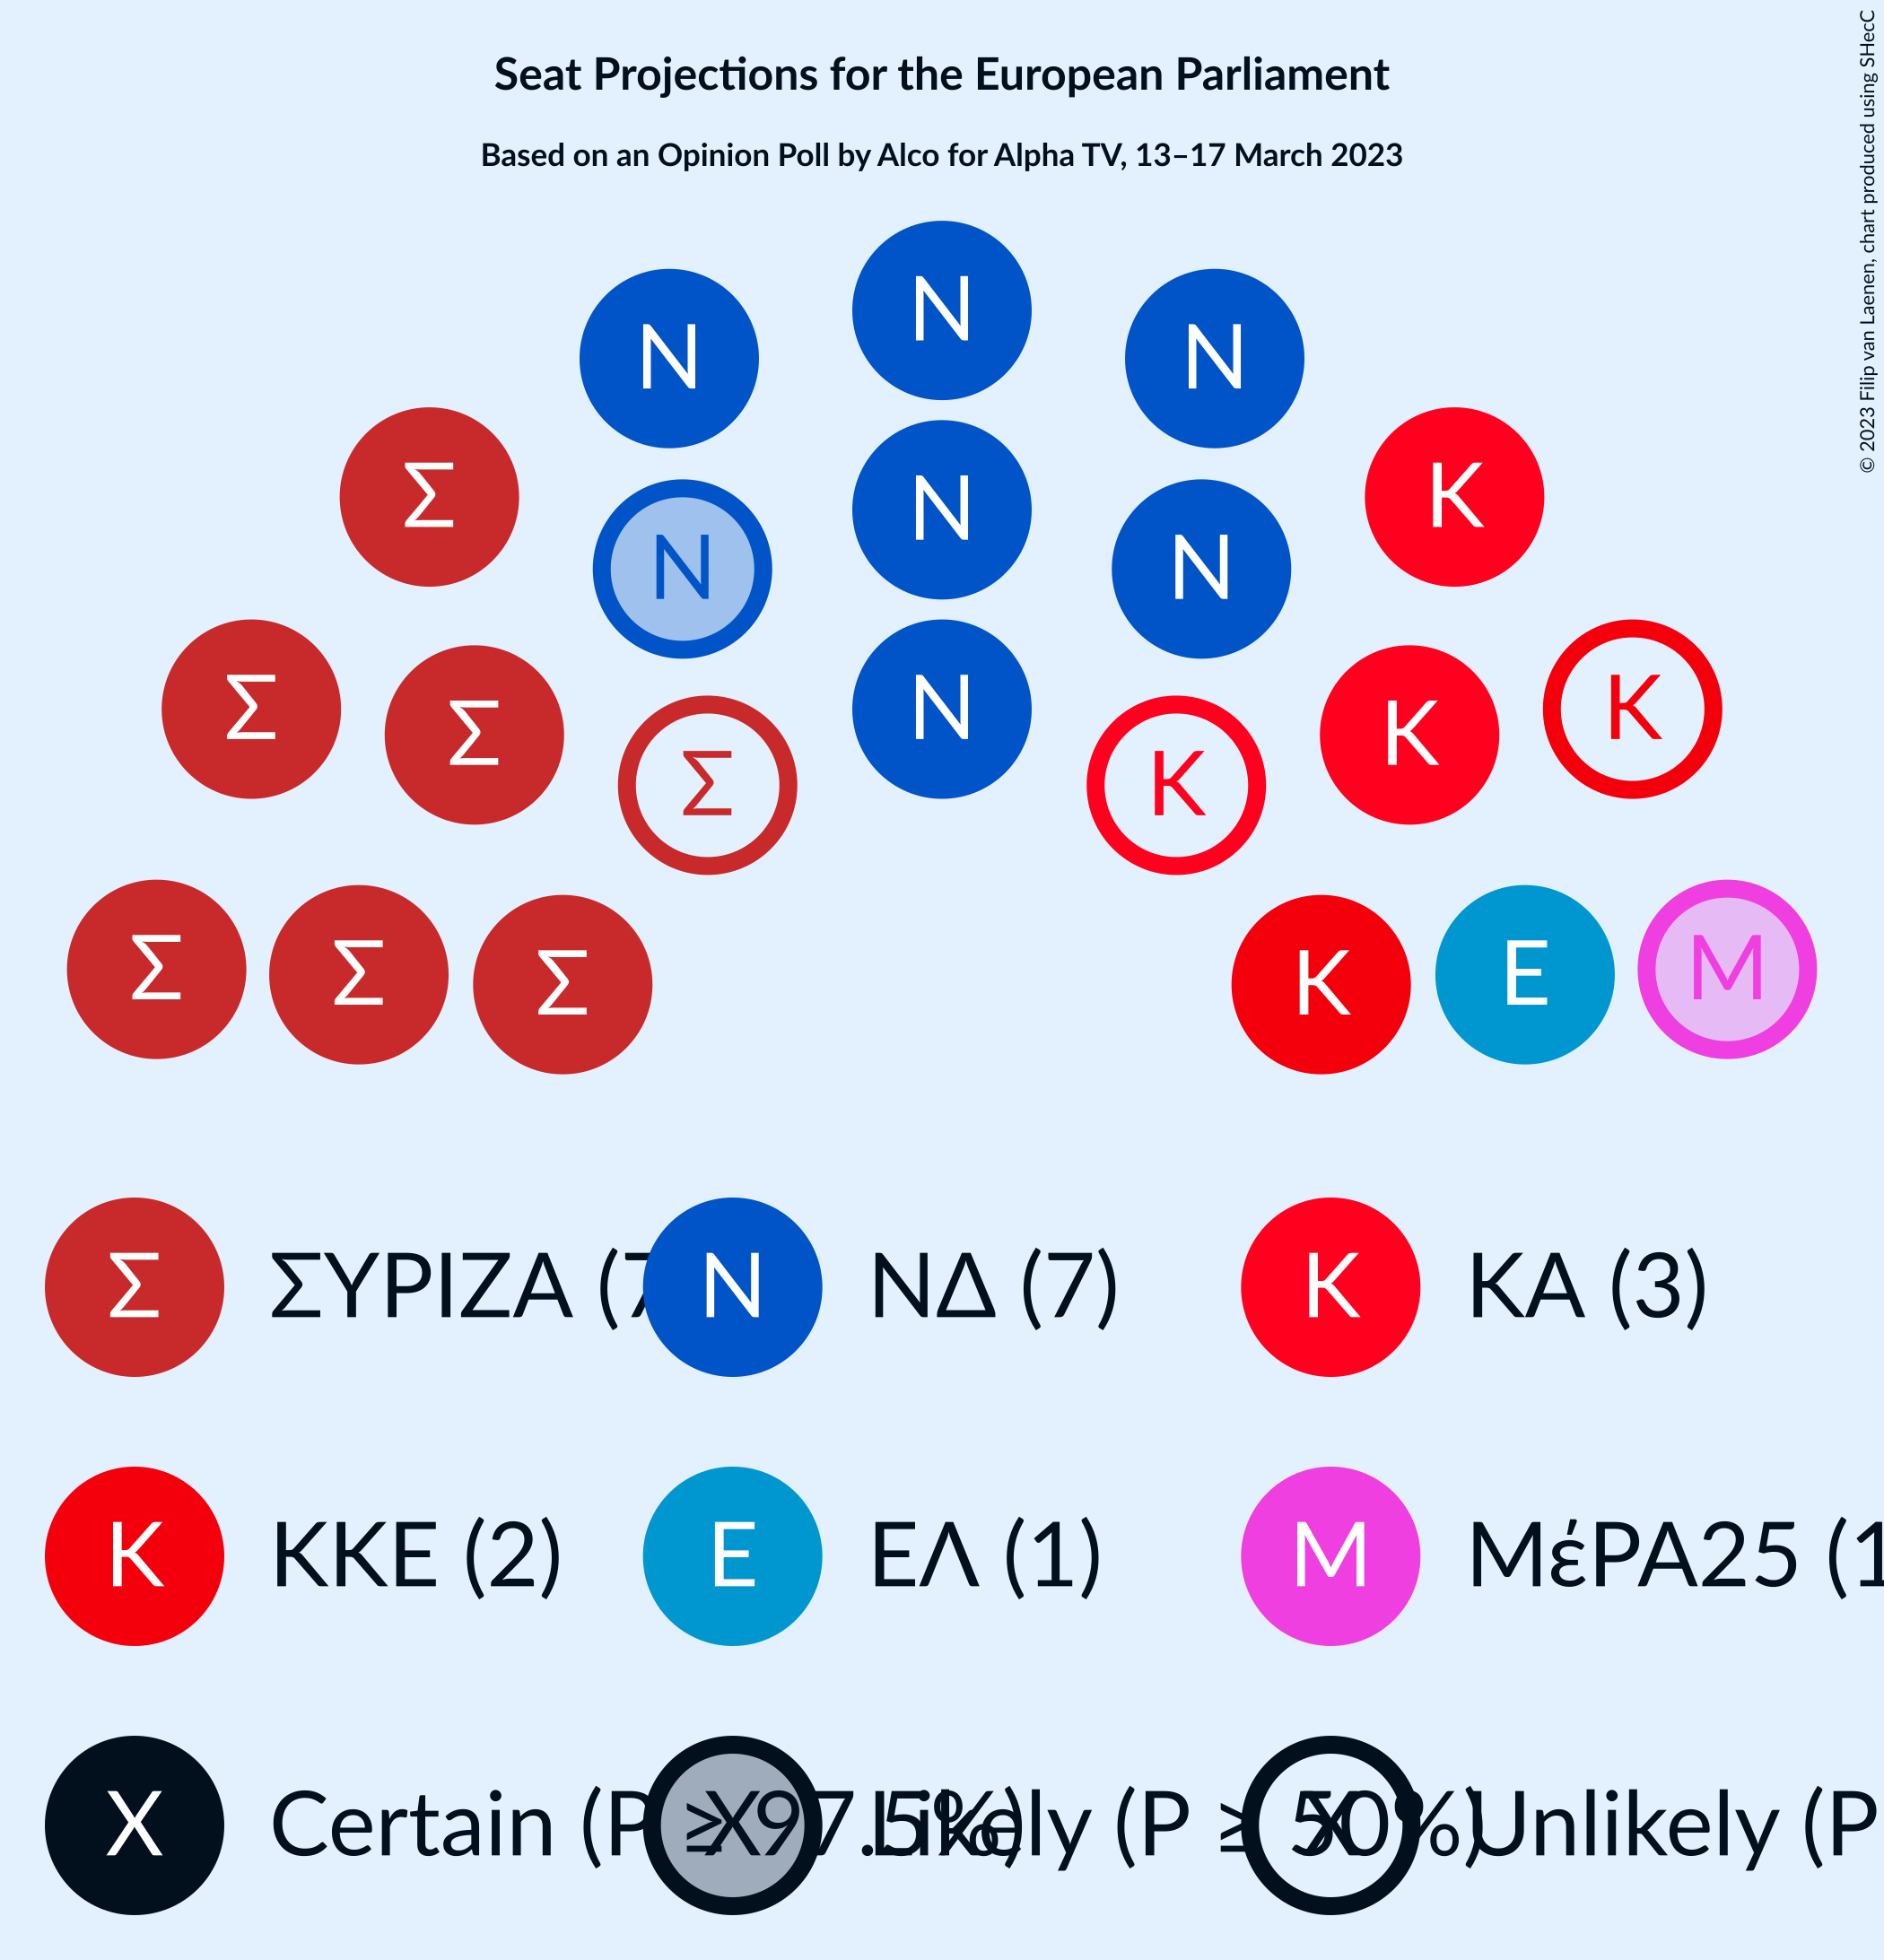 Seat Projections for the European Parliament
Based on an Opinion Poll by Alco for Alpha TV, 13–17 March 2023
© 2023 Filip van Laenen, chart produced using SHecC
N
N N
Σ N N N K
Σ Σ Σ N K K K
Σ Σ Σ K E M
Σ ΣΥΡΙΖΑ (7 N ΝΔ (7) K ΚΑ (3)
K ΚΚΕ (2) E ΕΛ (1) M ΜέΡΑ25 (1
X Certain (P ≥ 97.5%) X Likely (P ≥ 50%) X Unlikely (P